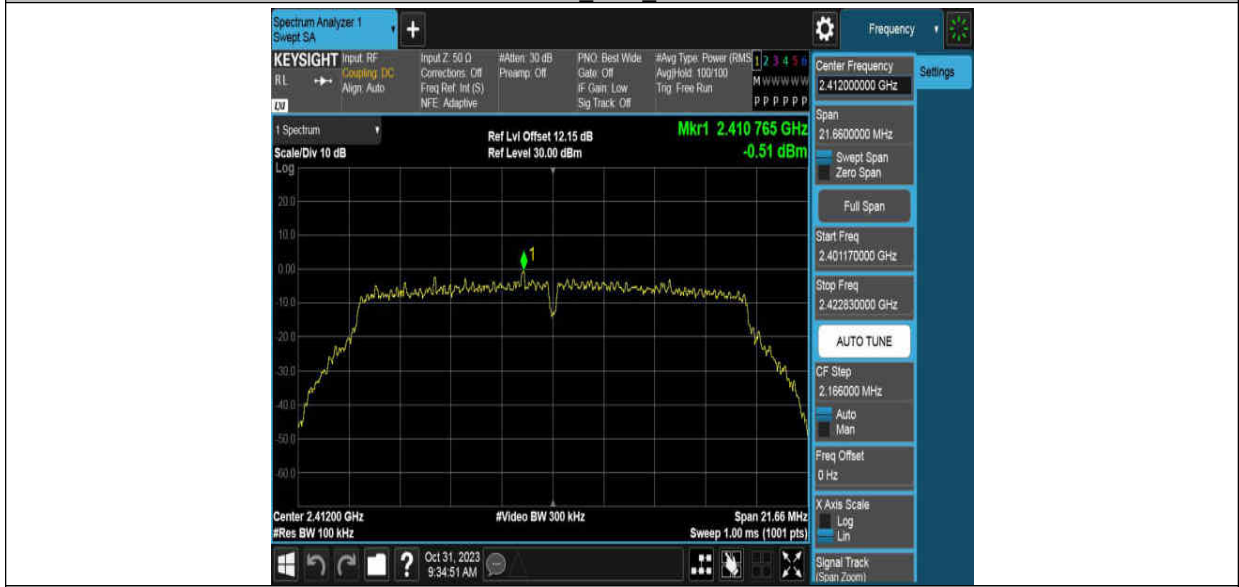 Spectrum Analyzer 1
Swept SA
+
Frequency
KEYSIGHT
RL
LXI
Input: RF
Coupling: DC
Align: Auto
Input Z: 50 Ω
Corrections: Off
Freq Ref: Int (S)
NFE: Adaptive
#Atten: 30 dB
Preamp: Off
PNO: Best Wide
Gate: Off
IF Gain: Low
Sig Track: Off
#Avg Type: Power (RMS
Avg|Hold: 100/100
Trig: Free Run
1 2 3 4 5 6
M W W W W W
P P P P P P
Center Frequency
2.412000000 GHz
Settings
Span
21.6600000 MHz
Swept Span
Zero Span
Full Span
Start Freq
2.401170000 GHz
Stop Freq
2.422830000 GHz
AUTO TUNE
CF Step
2.166000 MHz
Auto
Man
Freq Offset
0 Hz
X Axis Scale
Log
Lin
Signal Track
(Span Zoom)
1 Spectrum
Scale/Div 10 dB
Ref Lvl Offset 12.15 dB
Ref Level 30.00 dBm
Mkr1 2.410 765 GHz
-0.51 dBm
Log
20.0
10.0
0.00
-10.0
-20.0
-30.0
-40.0
-50.0
-60.0
1
Center 2.41200 GHz
#Res BW 100 kHz
#Video BW 300 kHz
Span 21.66 MHz
Sweep 1.00 ms (1001 pts)
?
Oct 31, 2023
9:34:51 AM